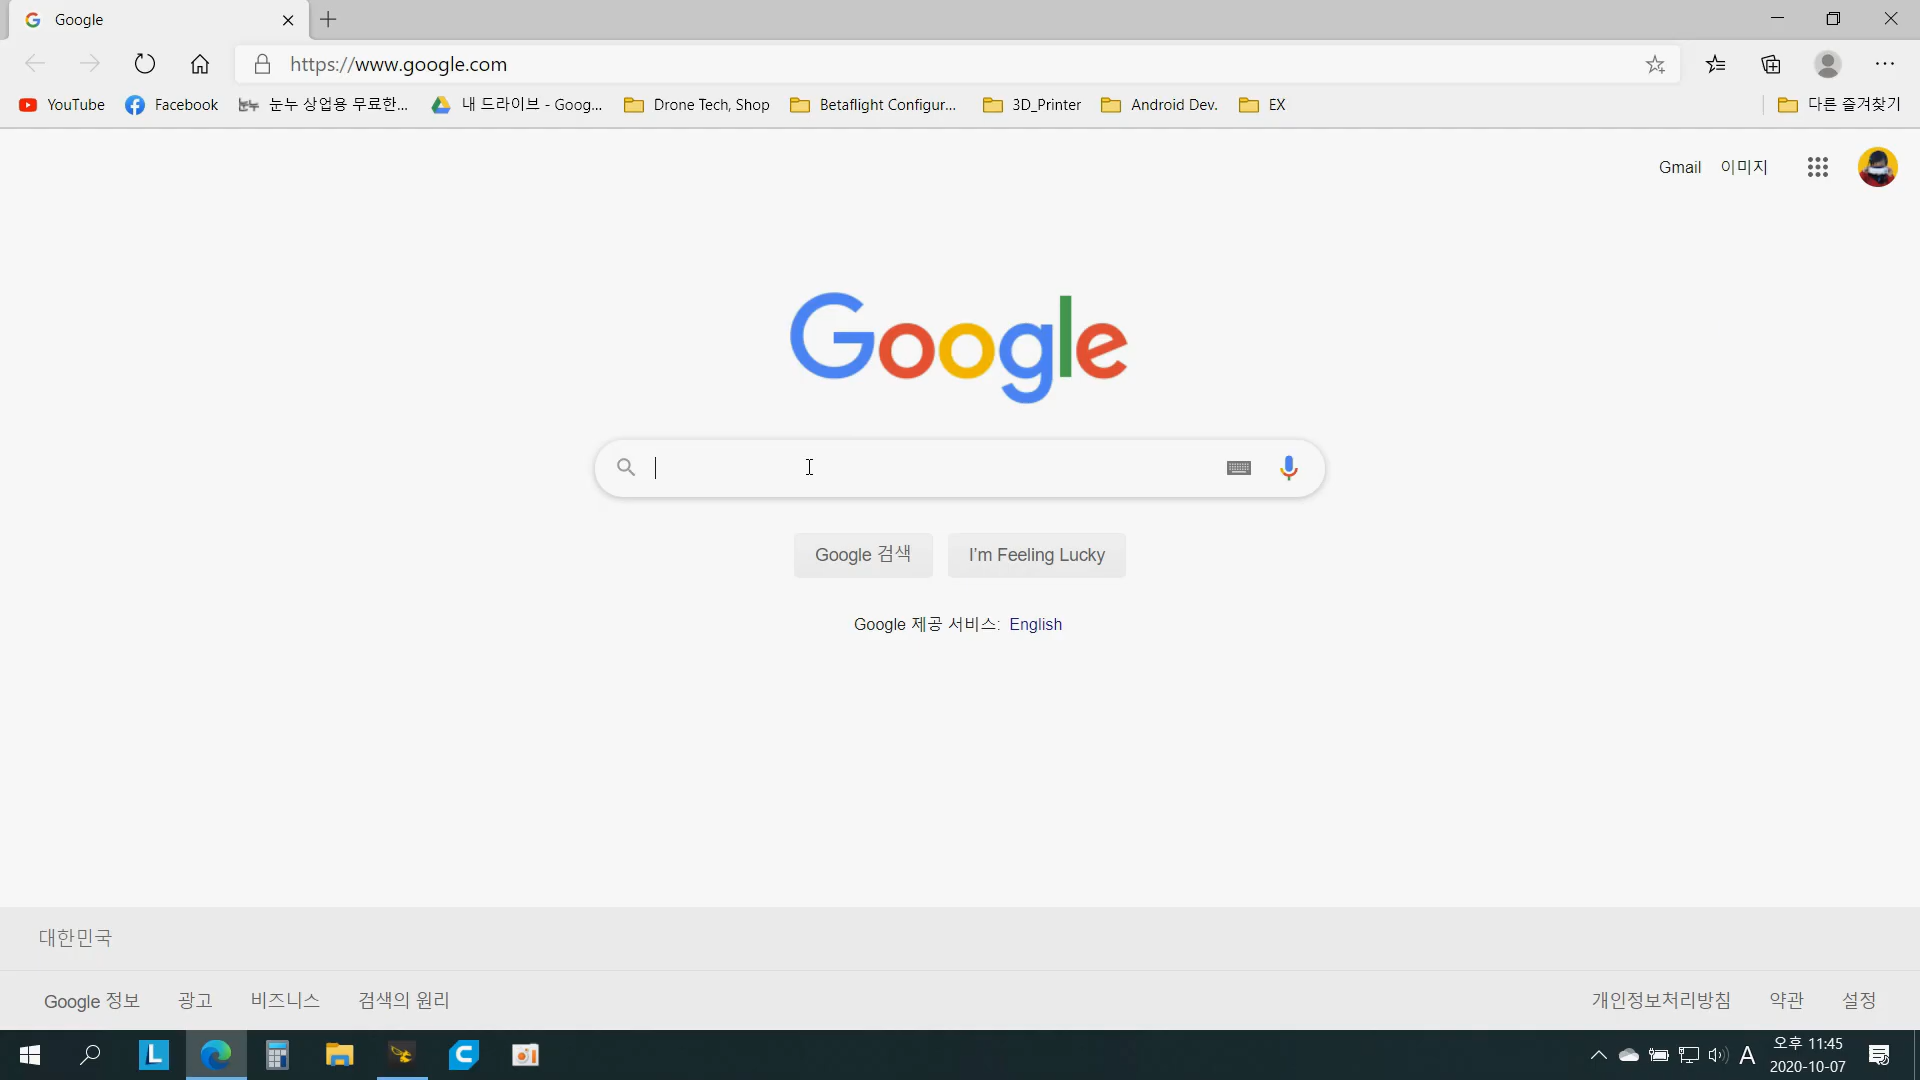 Google
https://www.google.com
YouTube
Facebook
눈누 상업용 무료한...
내 드라이브 - Goog...
Drone Tech, Shop
Betaflight Configur...
3D_Printer
Android Dev.
EX
다른 즐겨찾기
Gmail
이미지
Google
Google 검색
I'm Feeling Lucky
Google 제공 서비스: English
대한민국
Google 정보
광고
비즈니스
검색의 원리
개인정보처리방침
약관
설정
A
오후 11:45
2020-10-07